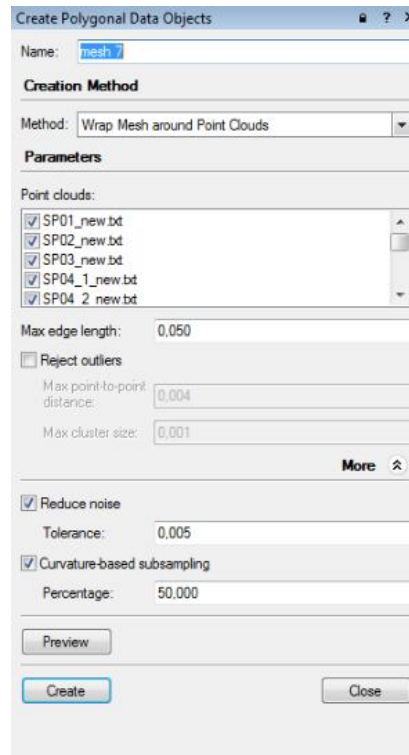 Create Polygonal Data Objects
Name: mesh 7
Creation Method
Method: Wrap Mesh around Point Clouds
Parameters
Point clouds:
SP01_new.txt
SP02_new.txt
SP03_new.txt
SP04_1_new.txt
SP04_2_new.txt
Max edge length: 0,050
Reject outliers
Max point-to-point
distance: 0,004
Max cluster size: 0,001
More
Reduce noise
Tolerance: 0,005
Curvature-based subsampling
Percentage: 50,000
Preview
Create Close